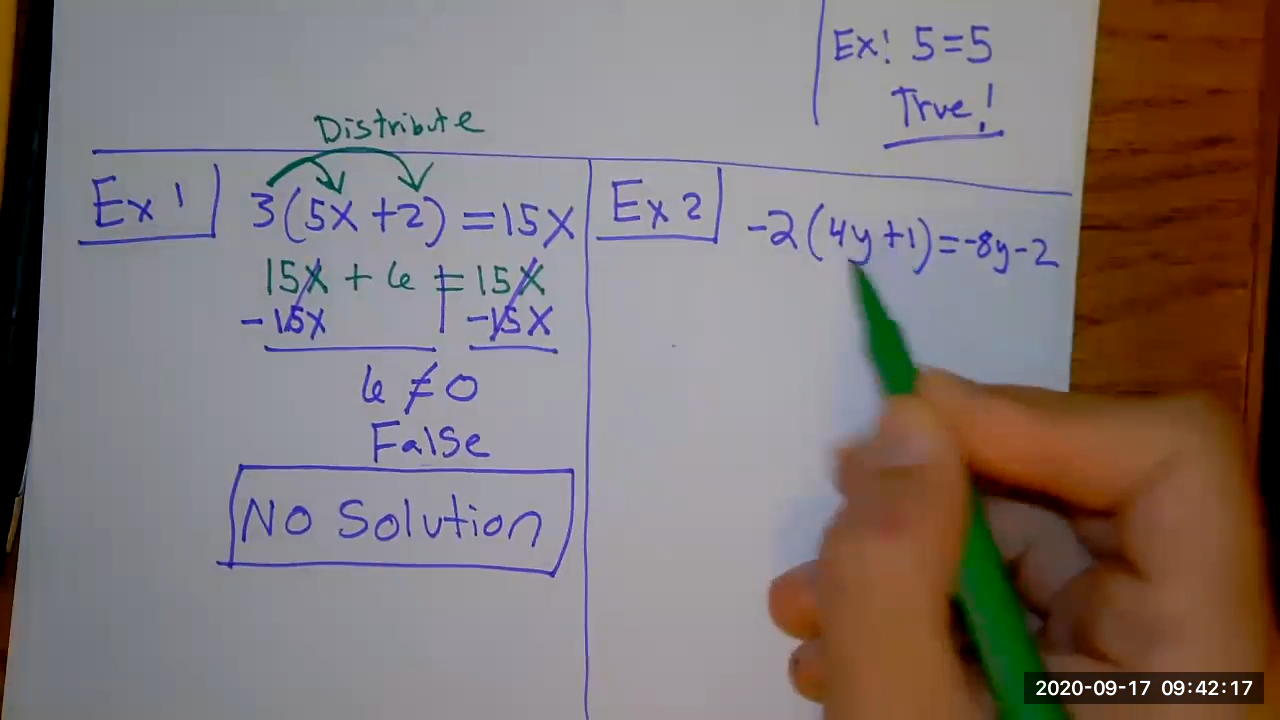 Ex! 5=5
True!
Distribute
Ex 1
3(5x+2)=15x
15x+6=15x
-15x -15x
6≠0
False
No Solution
Ex 2
-2(4y+1)=-8y-2
2020-09-17 09:42:17